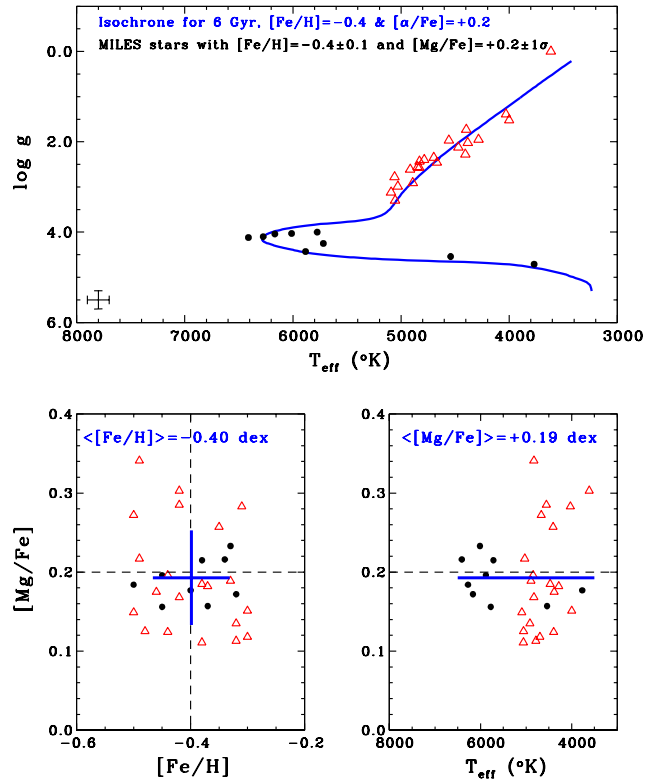 Isochrone for 6 Gyr, [Fe/H]=−0.4 & [α/Fe]=+0.2
MILES stars with [Fe/H]=−0.4±0.1 and [Mg/Fe]=+0.2±1σ
0.0
2.0
4.0
6.0
log g
8000 7000 6000 5000 4000 3000
T_eff (°K)
<[Fe/H]>=−0.40 dex
0.4
0.3
0.2
0.1
0.0
[Mg/Fe]
−0.6 −0.4 −0.2
[Fe/H]
<[Mg/Fe]>=+0.19 dex
0.4
0.3
0.2
0.1
0.0
8000 6000 4000
T_eff (°K)